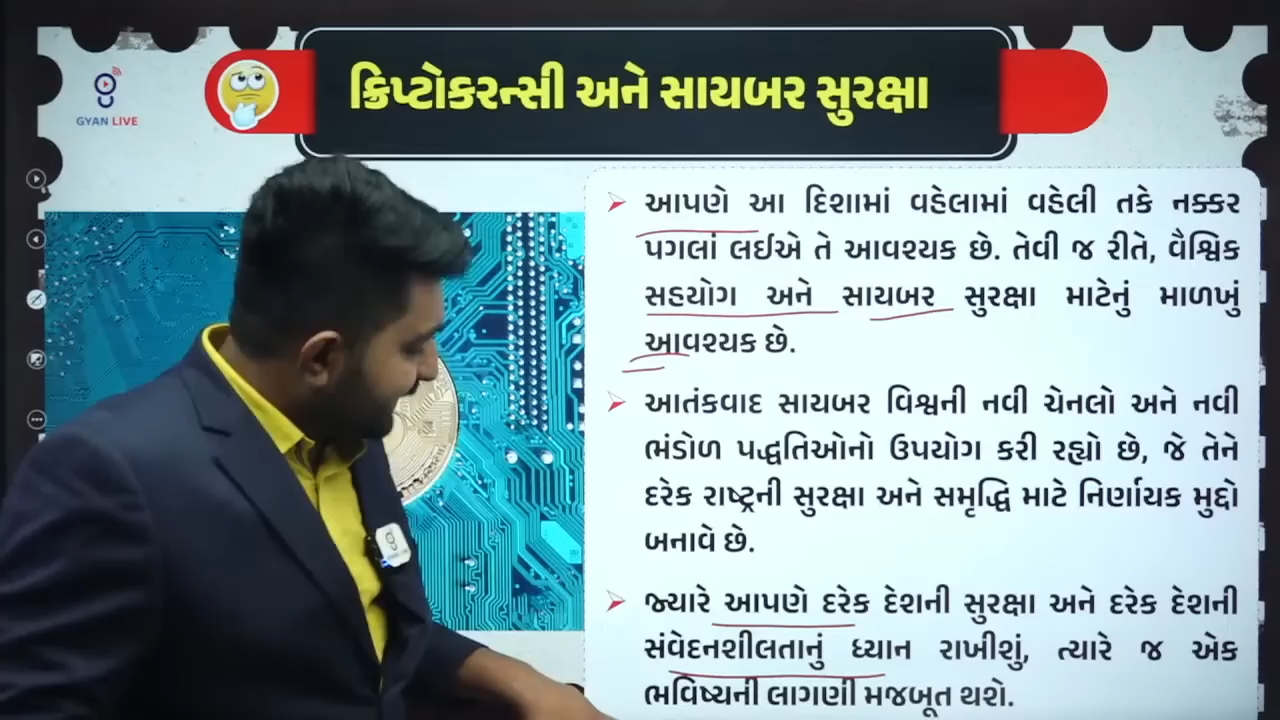 ક્રિપ્ટોકરન્સી અને સાયબર સુરક્ષા
GYAN LIVE
આપણે આ દિશામાં વહેલામાં વહેલી તકે નક્કર
પગલાં લઈએ તે આવશ્યક છે. તેવી જ રીતે, વૈશ્વિક
સહયોગ અને સાયબર સુરક્ષા માટેનું માળખું
આવશ્યક છે.
આતંકવાદ સાયબર વિશ્વની નવી ચેનલો અને નવી
ભંડોળ પદ્ધતિઓનો ઉપયોગ કરી રહ્યો છે, જે તેને
દરેક રાષ્ટ્રની સુરક્ષા અને સમૃદ્ધિ માટે નિર્ણાયક મુદ્દો
બનાવે છે.
જ્યારે આપણે દરેક દેશની સુરક્ષા અને દરેક દેશની
સંવેદનશીલતાનું ધ્યાન રાખીશું, ત્યારે જ એક
ભવિષ્યની લાગણી મજબૂત થશે.